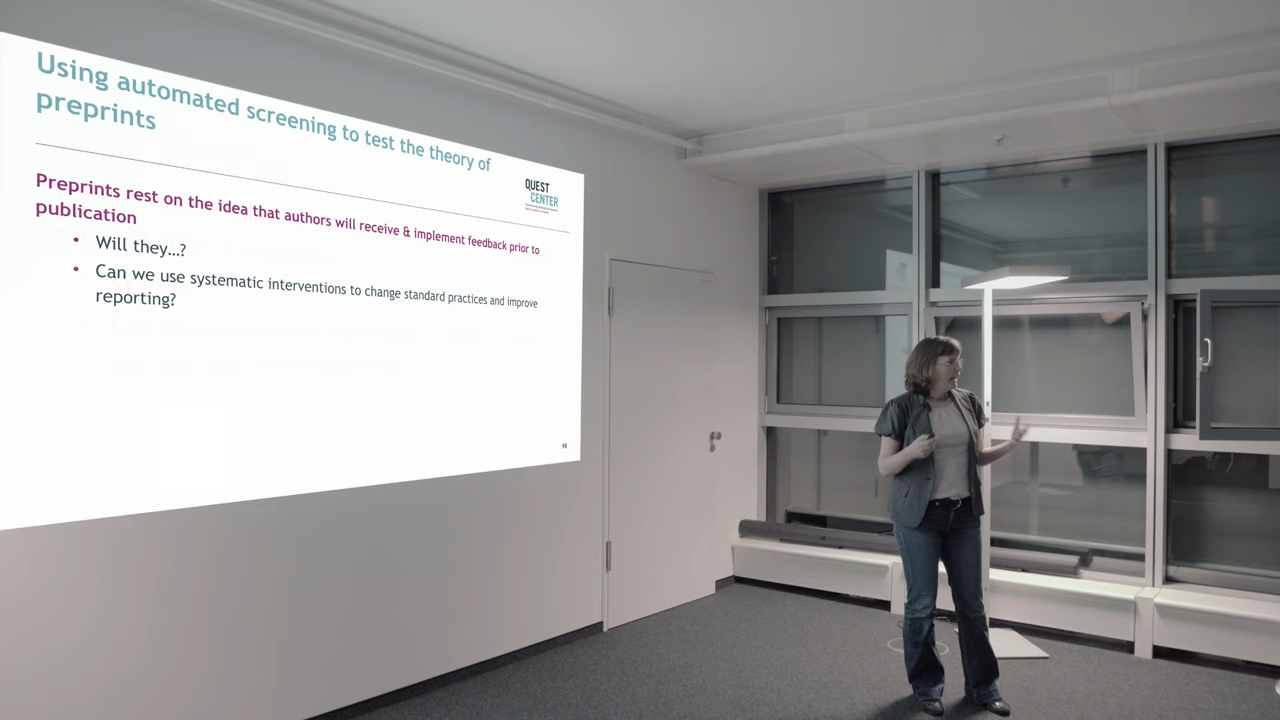 Using automated screening to test the theory of
preprints
QUEST
CENTER
Preprints rest on the idea that authors will receive & implement feedback prior to
publication
• Will they…?
• Can we use systematic interventions to change standard practices and improve
reporting?